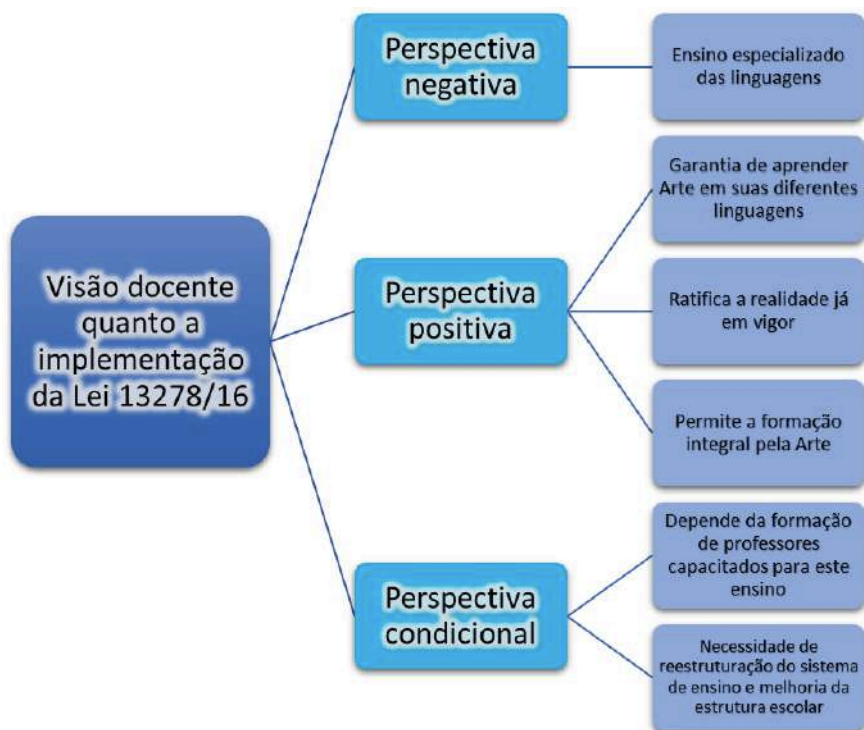 Visão docente
quanto a
implementação
da Lei 13278/16
Perspectiva
negativa
Ensino especializado
das linguagens
Perspectiva
positiva
Garantia de aprender
Arte em suas diferentes
linguagens
Ratifica a realidade já
em vigor
Permite a formação
integral pela Arte
Perspectiva
condicional
Depende da formação
de professores
capacitados para este
ensino
Necessidade de
reestruturação do sistema
de ensino e melhoria da
estrutura escolar